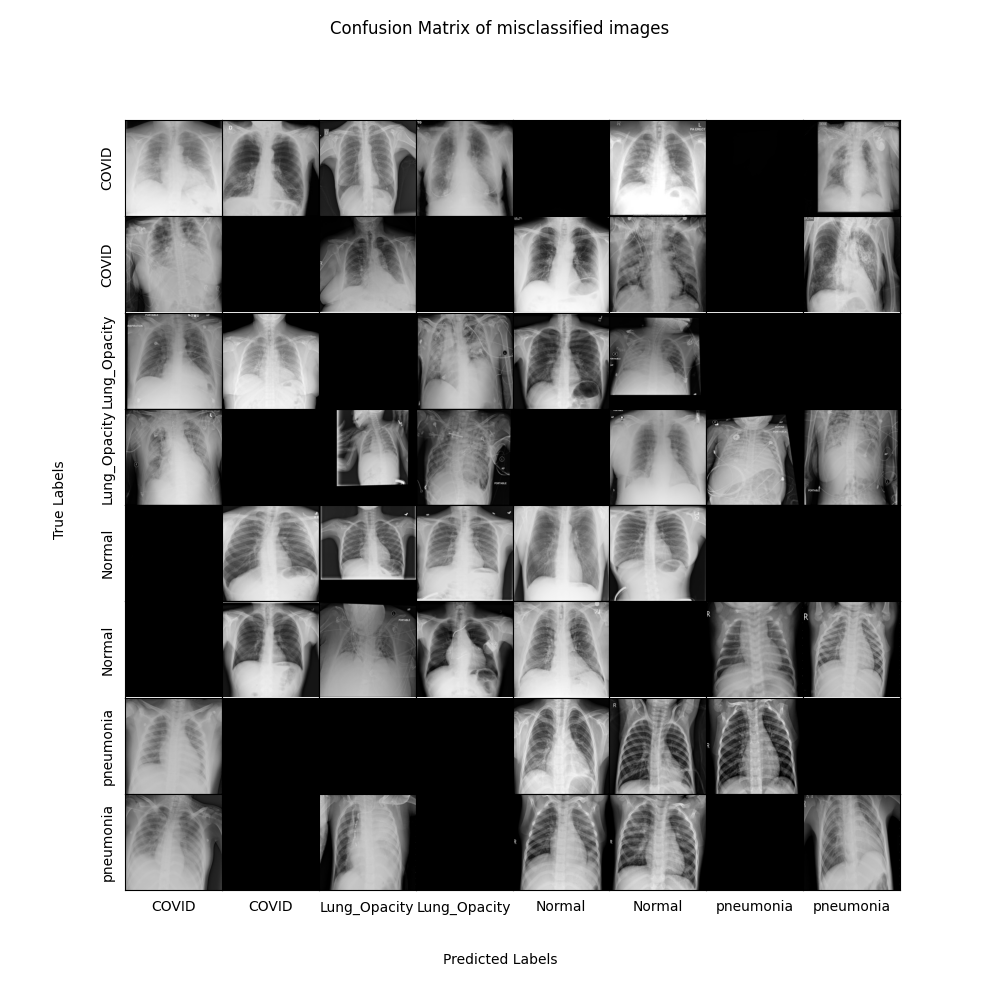 Confusion Matrix of misclassified images
True Labels
COVID
COVID
Lung_Opacity
Lung_Opacity
Normal
Normal
pneumonia
pneumonia
COVID COVID Lung_Opacity Lung_Opacity Normal Normal pneumonia pneumonia
Predicted Labels
R
R
R
R